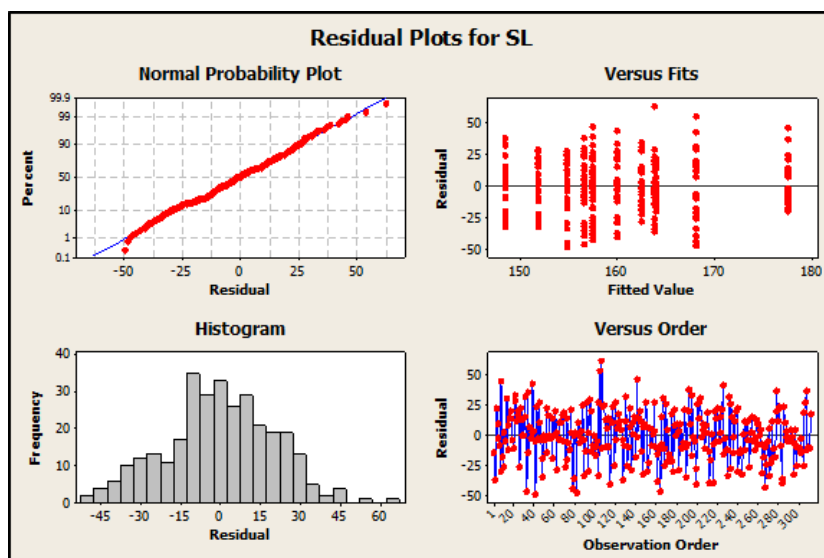 Residual Plots for SL
Normal Probability Plot
99.9
99
90
50
10
1
0.1
Percent
-50 -25 0 25 50
Residual
Versus Fits
50
25
0
-25
-50
Residual
150 160 170 180
Fitted Value
Histogram
40
30
20
10
0
Frequency
-45 -30 -15 0 15 30 45 60
Residual
Versus Order
50
25
0
-25
-50
Residual
1 20 40 60 80 100 120 140 160 180 200 220 240 260 280 300
Observation Order